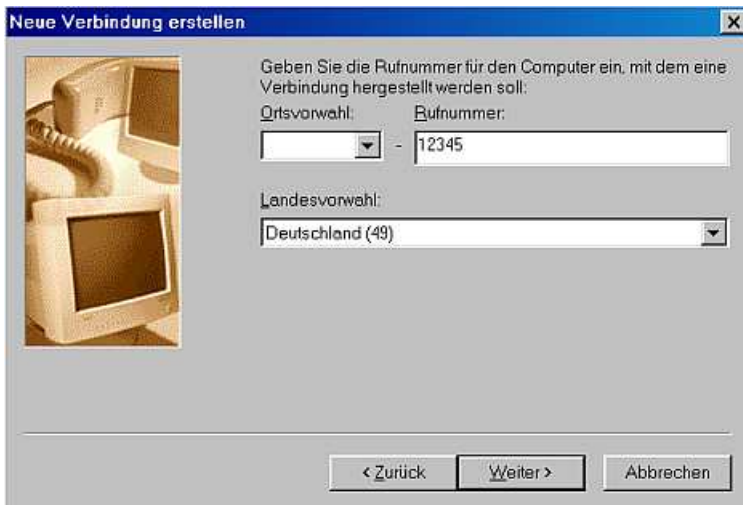 Neue Verbindung erstellen
Geben Sie die Rufnummer für den Computer ein, mit dem eine
Verbindung hergestellt werden soll:
Ortsvorwahl: Rufnummer:
- 12345
Landesvorwahl:
Deutschland (49)
< Zurück Weiter > Abbrechen